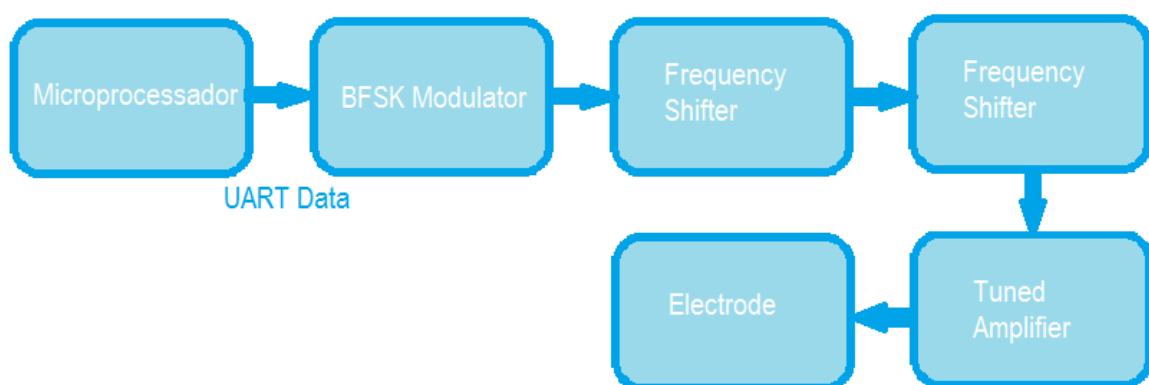 Microprocessador
BFSK Modulator
Frequency
Shifter
Frequency
Shifter
UART Data
Tuned
Amplifier
Electrode